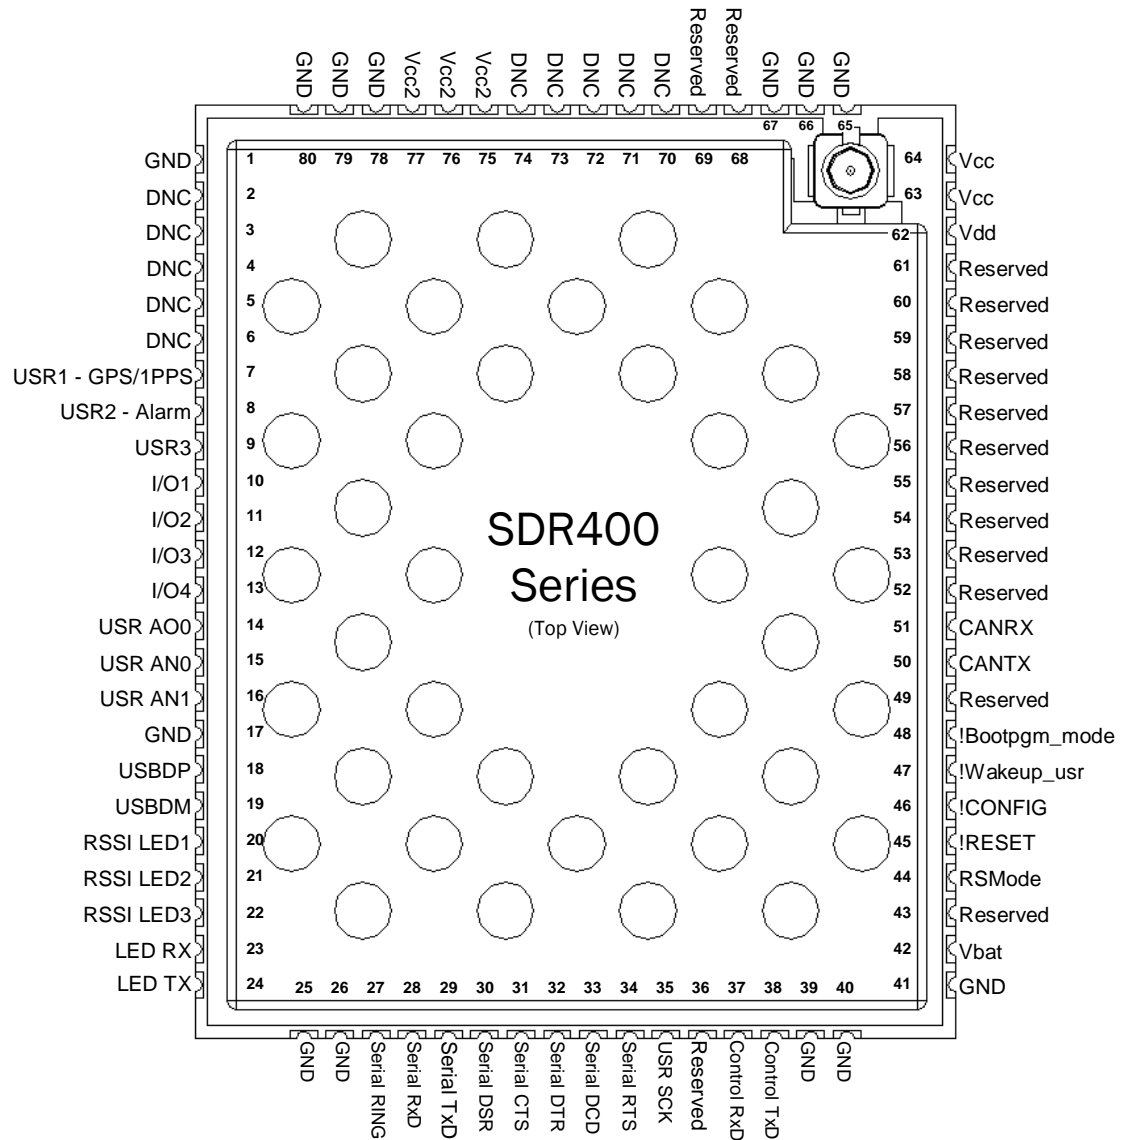 GND GND GND Vcc2 Vcc2 Vcc2 DNC DNC DNC DNC DNC Reserved Reserved GND GND GND
67 66 65
80 79 78 77 76 75 74 73 72 71 70 69 68
GND 1
DNC 2
DNC 3
DNC 4
DNC 5
DNC 6
USR1 - GPS/1PPS 7
USR2 - Alarm 8
USR3 9
I/O1 10
I/O2 11
I/O3 12
I/O4 13
USR AO0 14
USR AN0 15
USR AN1 16
GND 17
USBDP 18
USBDM 19
RSSI LED1 20
RSSI LED2 21
RSSI LED3 22
LED RX 23
LED TX 24
SDR400
Series
(Top View)
64 Vcc
63 Vcc
62 Vdd
61 Reserved
60 Reserved
59 Reserved
58 Reserved
57 Reserved
56 Reserved
55 Reserved
54 Reserved
53 Reserved
52 Reserved
51 CANRX
50 CANTX
49 Reserved
48 !Bootpgm_mode
47 !Wakeup_usr
46 !CONFIG
45 !RESET
44 RSMode
43 Reserved
42 Vbat
41 GND
25 26 27 28 29 30 31 32 33 34 35 36 37 38 39 40
GND GND Serial RING Serial RxD Serial TxD Serial DSR Serial CTS Serial DTR Serial DCD Serial RTS USR SCK Reserved Control RxD Control TxD GND GND